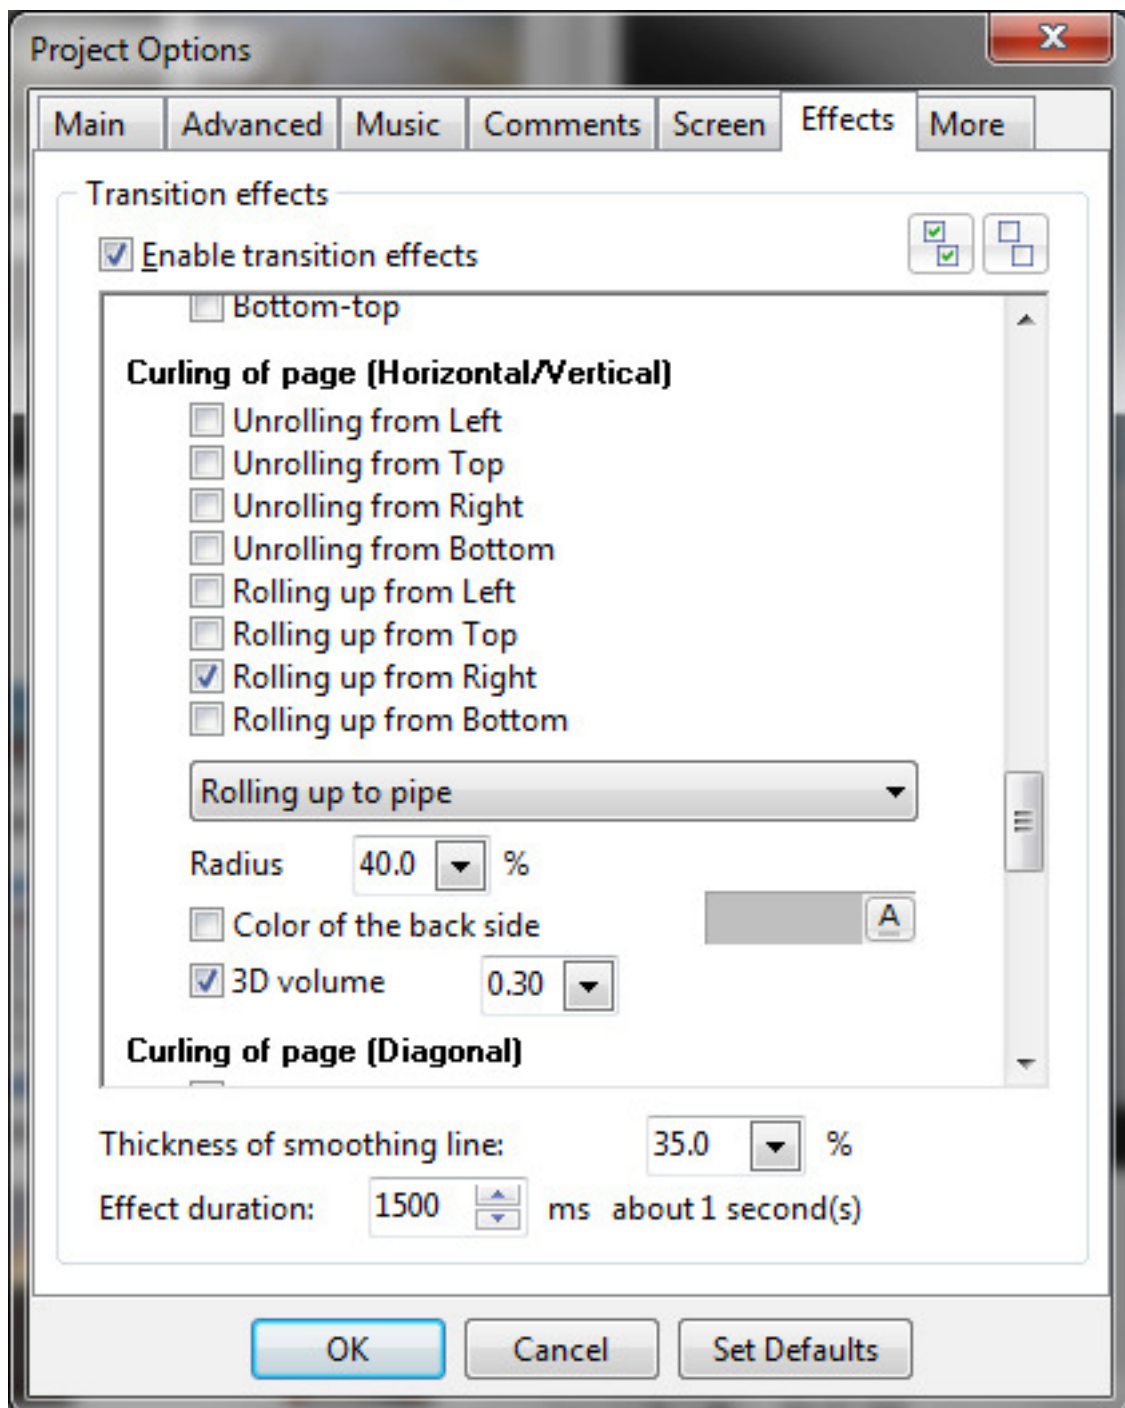 Project Options
Main Advanced Music Comments Screen Effects More
Transition effects
Enable transition effects
Bottom-top
Curling of page (Horizontal/Vertical)
Unrolling from Left
Unrolling from Top
Unrolling from Right
Unrolling from Bottom
Rolling up from Left
Rolling up from Top
Rolling up from Right
Rolling up from Bottom
Rolling up to pipe
Radius 40.0 %
Color of the back side A
3D volume 0.30
Curling of page (Diagonal)
Thickness of smoothing line: 35.0 %
Effect duration: 1500 ms about 1 second(s)
OK Cancel Set Defaults